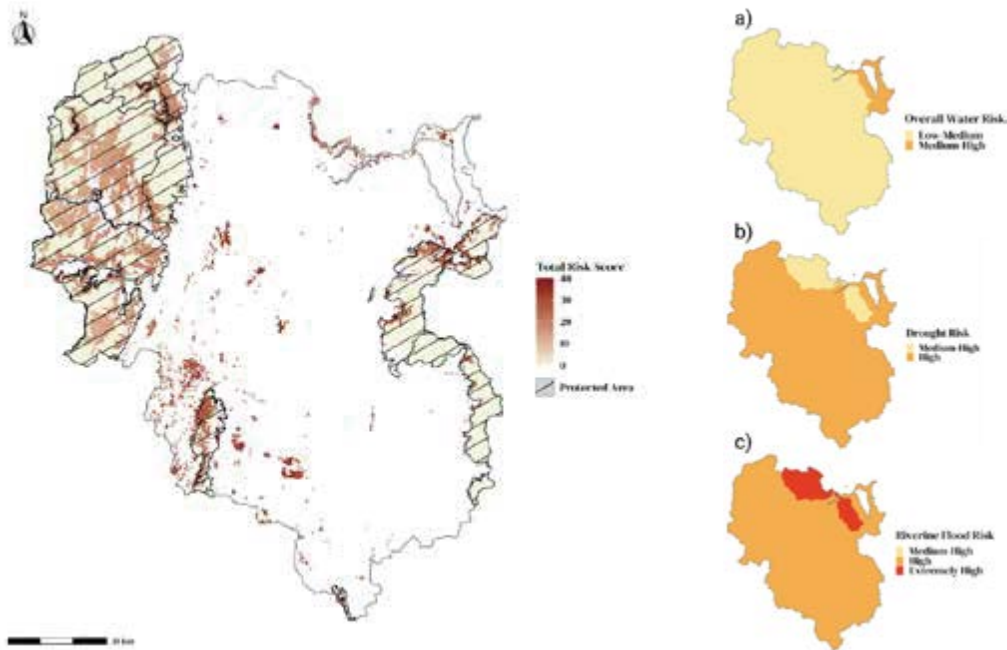 N
Total Risk Score
40
30
20
10
0
Protected Area
a)
Overall Water Risk
Low-Medium
Medium-High
b)
Drought Risk
Medium-High
High
c)
Riverine Flood Risk
Medium-High
High
Extremely High